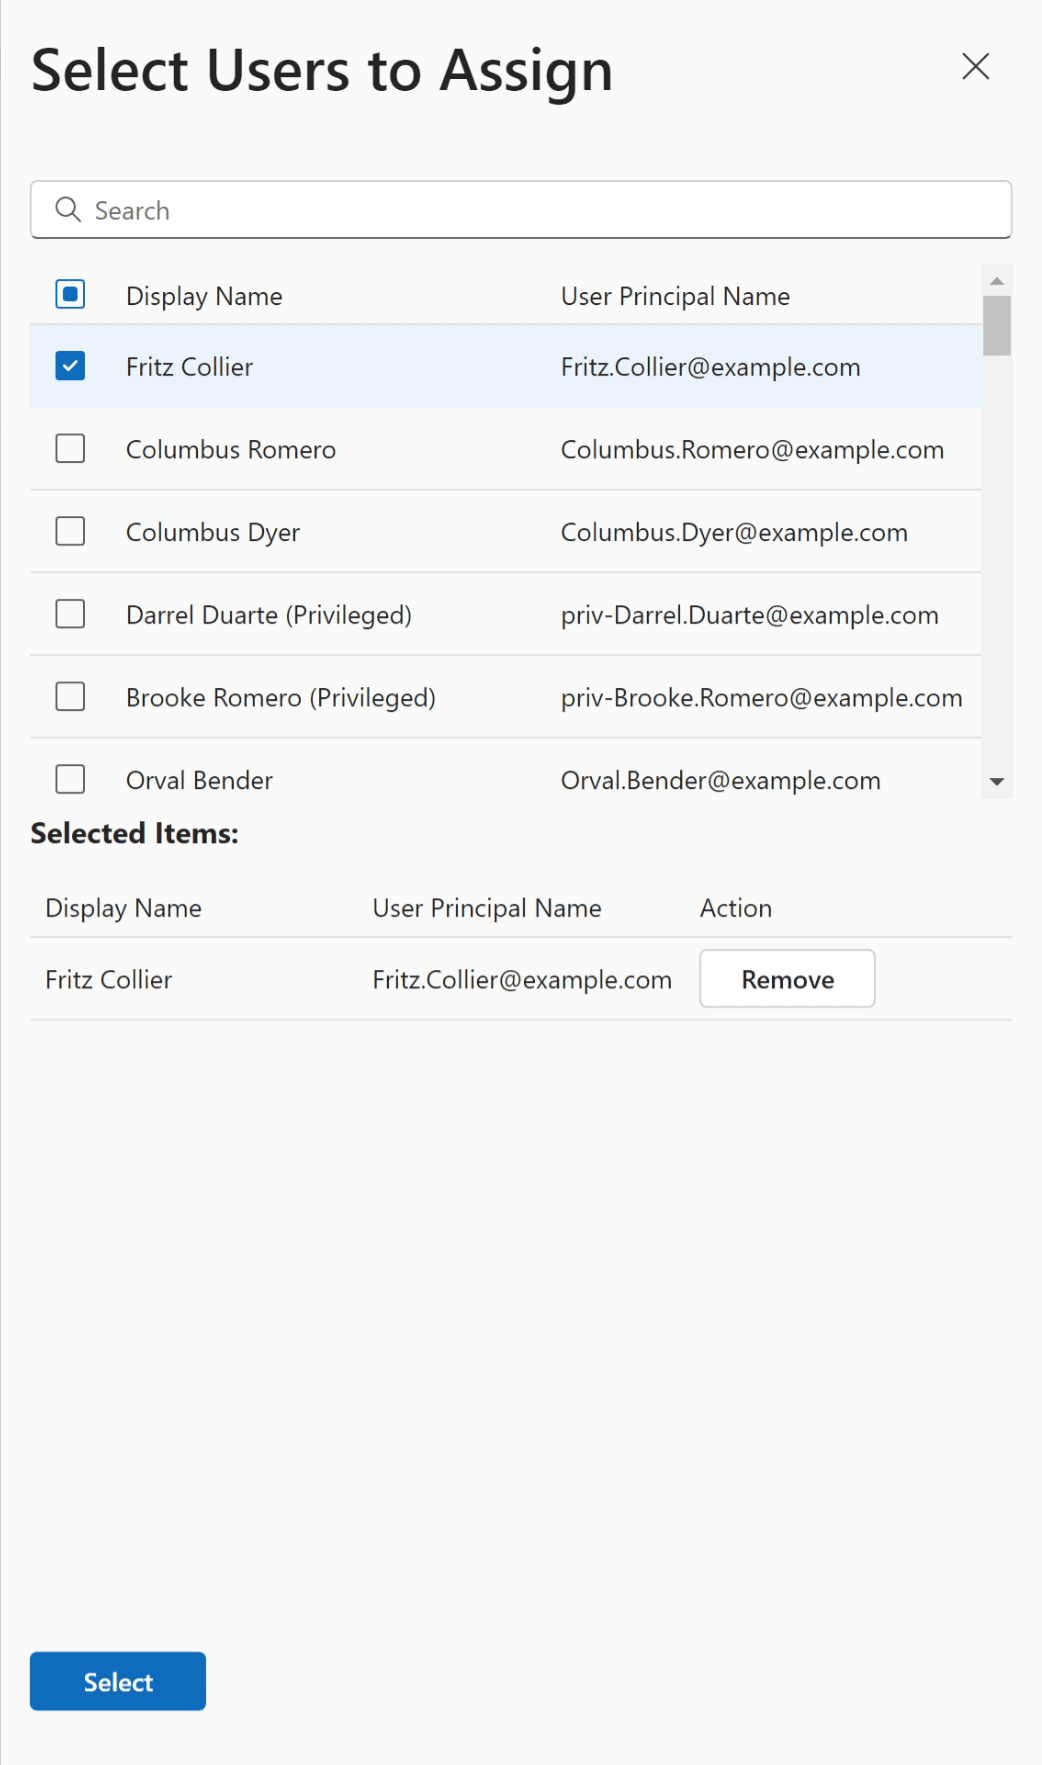 Select Users to Assign
Search
Display Name User Principal Name
Fritz Collier Fritz.Collier@example.com
Columbus Romero Columbus.Romero@example.com
Columbus Dyer Columbus.Dyer@example.com
Darrel Duarte (Privileged) priv-Darrel.Duarte@example.com
Brooke Romero (Privileged) priv-Brooke.Romero@example.com
Orval Bender Orval.Bender@example.com
Selected Items:
Display Name User Principal Name Action
Fritz Collier Fritz.Collier@example.com Remove
Select